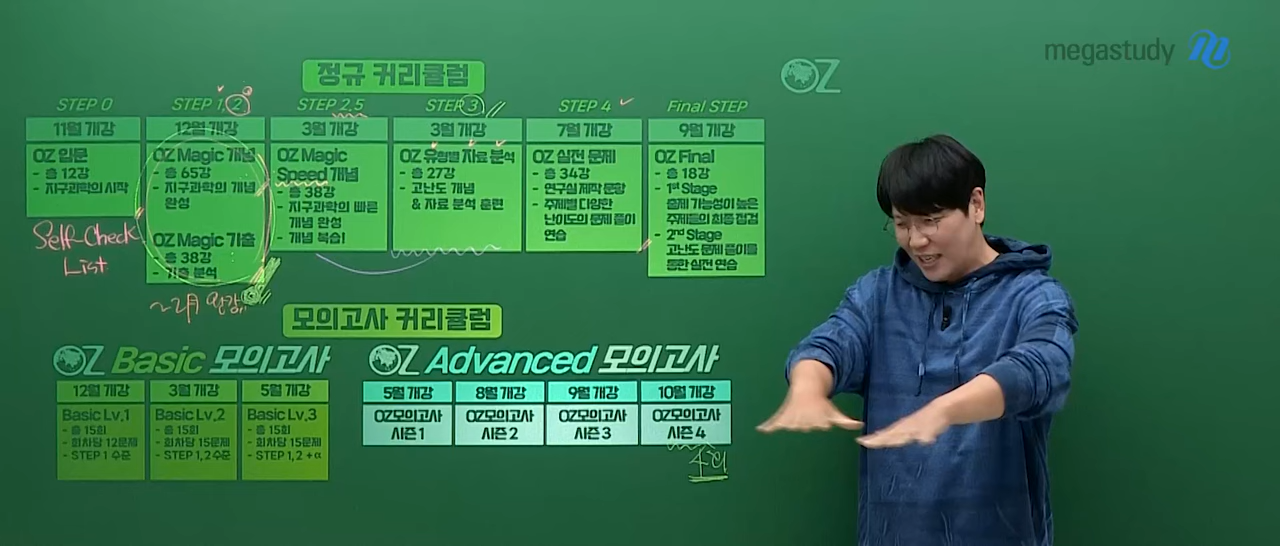 megastudy
정규 커리큘럼
OZ
STEP 0
11월 개강
OZ 입문
- 총 12강
- 지구과학의 시작
Self-Check
List
STEP 1, 2
12월 개강
OZ Magic 개념
- 총 65강
- 지구과학의 개념
완성
OZ Magic 기출
- 총 38강
- 기출 분석
~2月 완강
STEP 2.5
3월 개강
OZ Magic
Speed 개념
- 총 38강
- 지구과학의 빠른
개념 완성
- 개념 복습!
STEP 3
3월 개강
OZ 유형별 자료 분석
- 총 27강
- 고난도 개념
& 자료 분석 훈련
STEP 4
7월 개강
OZ 실전 문제
- 총 34강
- 연구실 제작 문항
- 주제별 다양한
난이도의 문제 풀이
연습
Final STEP
9월 개강
OZ Final
- 총 18강
- 1st Stage
출제 가능성이 높은
주제들의 최종 점검
- 2nd Stage
고난도 문제 풀이를
통한 실전 연습
모의고사 커리큘럼
OZ Basic 모의고사
12월 개강
Basic Lv.1
- 총 15회
- 회차당 12문제
- STEP 1 수준
3월 개강
Basic Lv.2
- 총 15회
- 회차당 15문제
- STEP 1, 2 수준
5월 개강
Basic Lv.3
- 총 15회
- 회차당 15문제
- STEP 1, 2 + α
OZ Advanced 모의고사
5월 개강
OZ모의고사
시즌 1
8월 개강
OZ모의고사
시즌 2
9월 개강
OZ모의고사
시즌 3
10월 개강
OZ모의고사
시즌 4